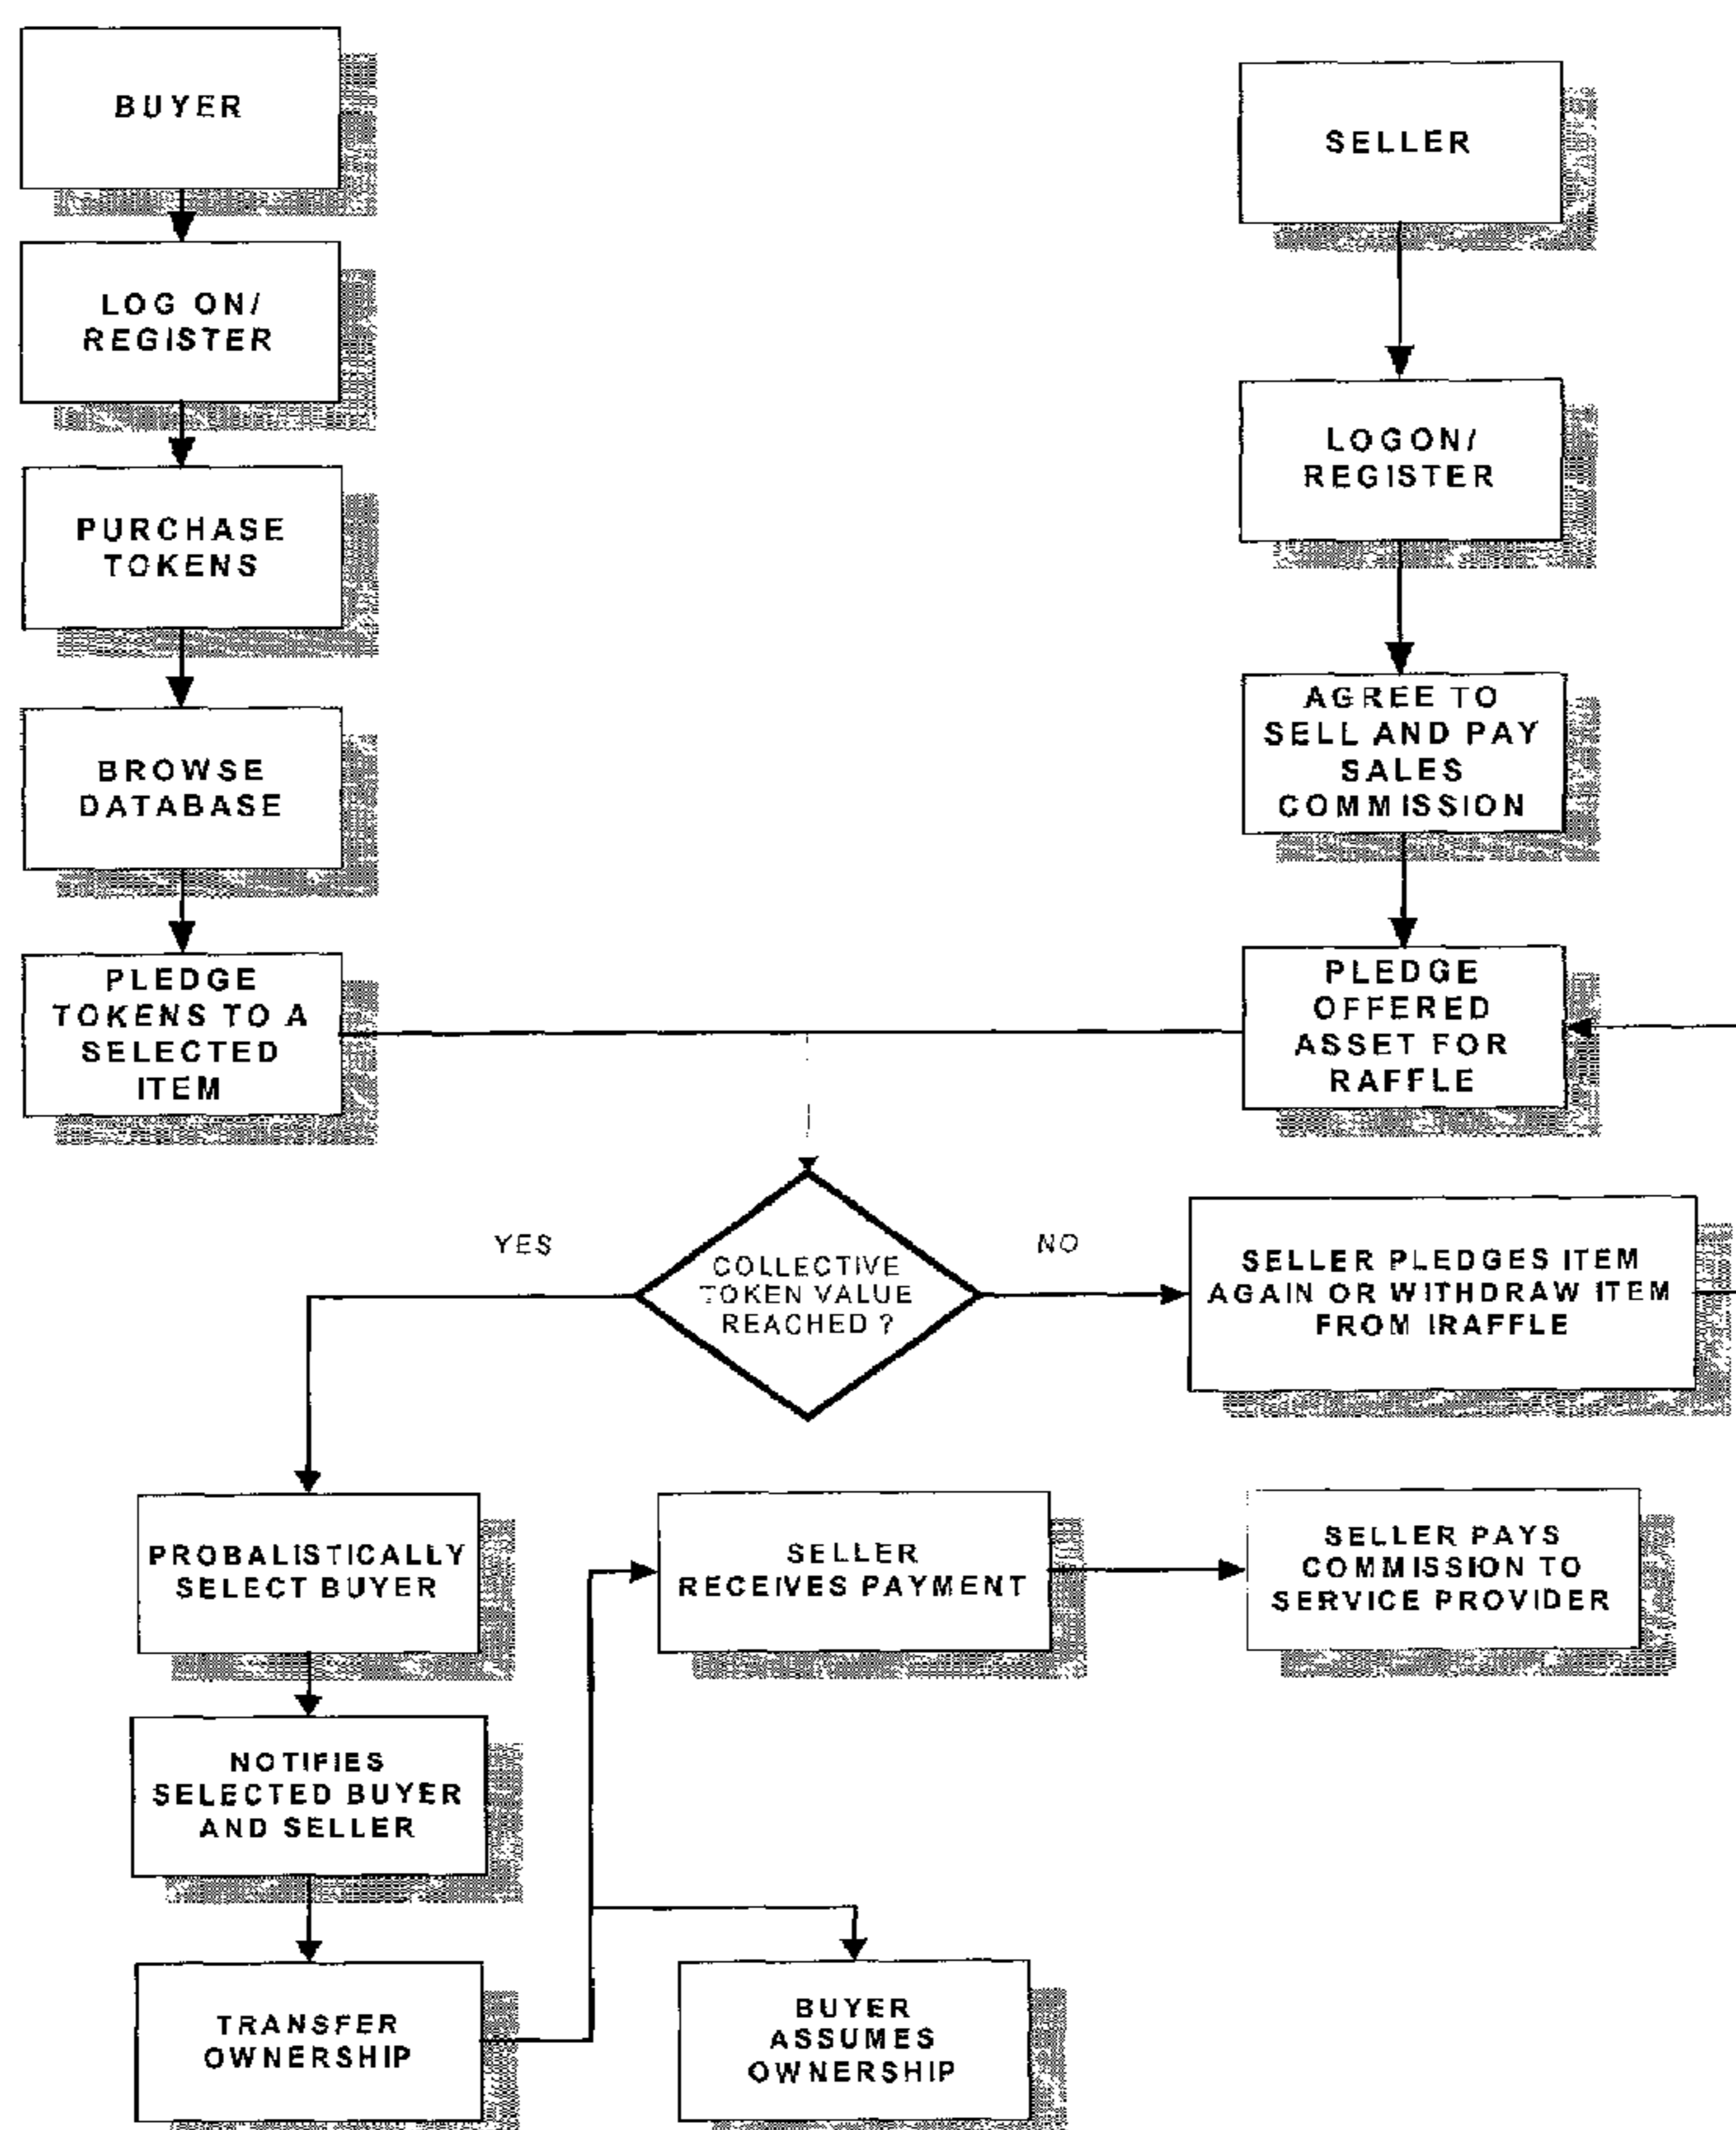 BUYER
LOG ON/
REGISTER
PURCHASE
TOKENS
BROWSE
DATABASE
PLEDGE
TOKENS TO A
SELECTED
ITEM
SELLER
LOGON/
REGISTER
AGREE TO
SELL AND PAY
SALES
COMMISSION
PLEDGE
OFFERED
ASSET FOR
RAFFLE
YES
COLLECTIVE
TOKEN VALUE
REACHED ?
NO
SELLER PLEDGES ITEM
AGAIN OR WITHDRAW ITEM
FROM IRAFFLE
PROBALISTICALLY
SELECT BUYER
NOTIFIES
SELECTED BUYER
AND SELLER
TRANSFER
OWNERSHIP
SELLER
RECEIVES PAYMENT
SELLER PAYS
COMMISSION TO
SERVICE PROVIDER
BUYER
ASSUMES
OWNERSHIP